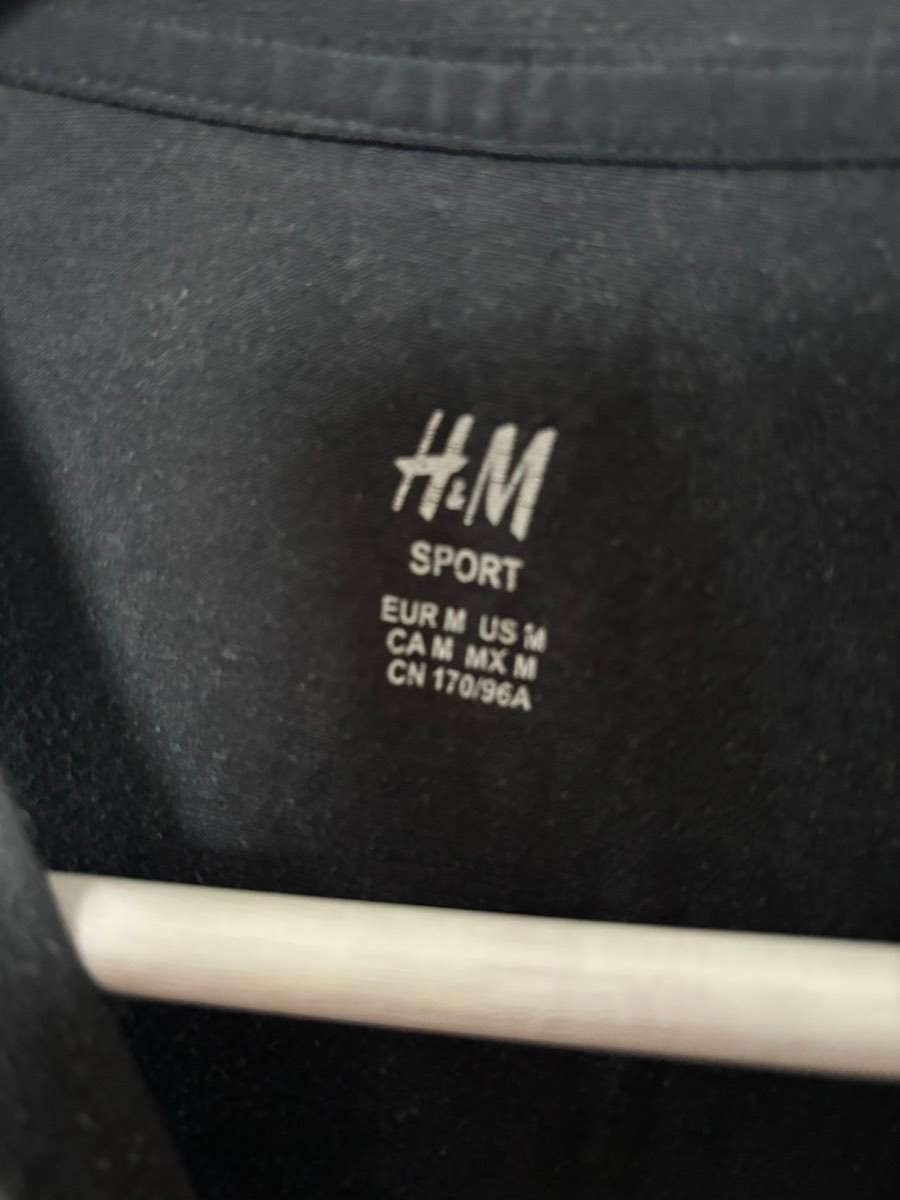 H&M
SPORT
EUR M US M
CA M MX M
CN 170/96A